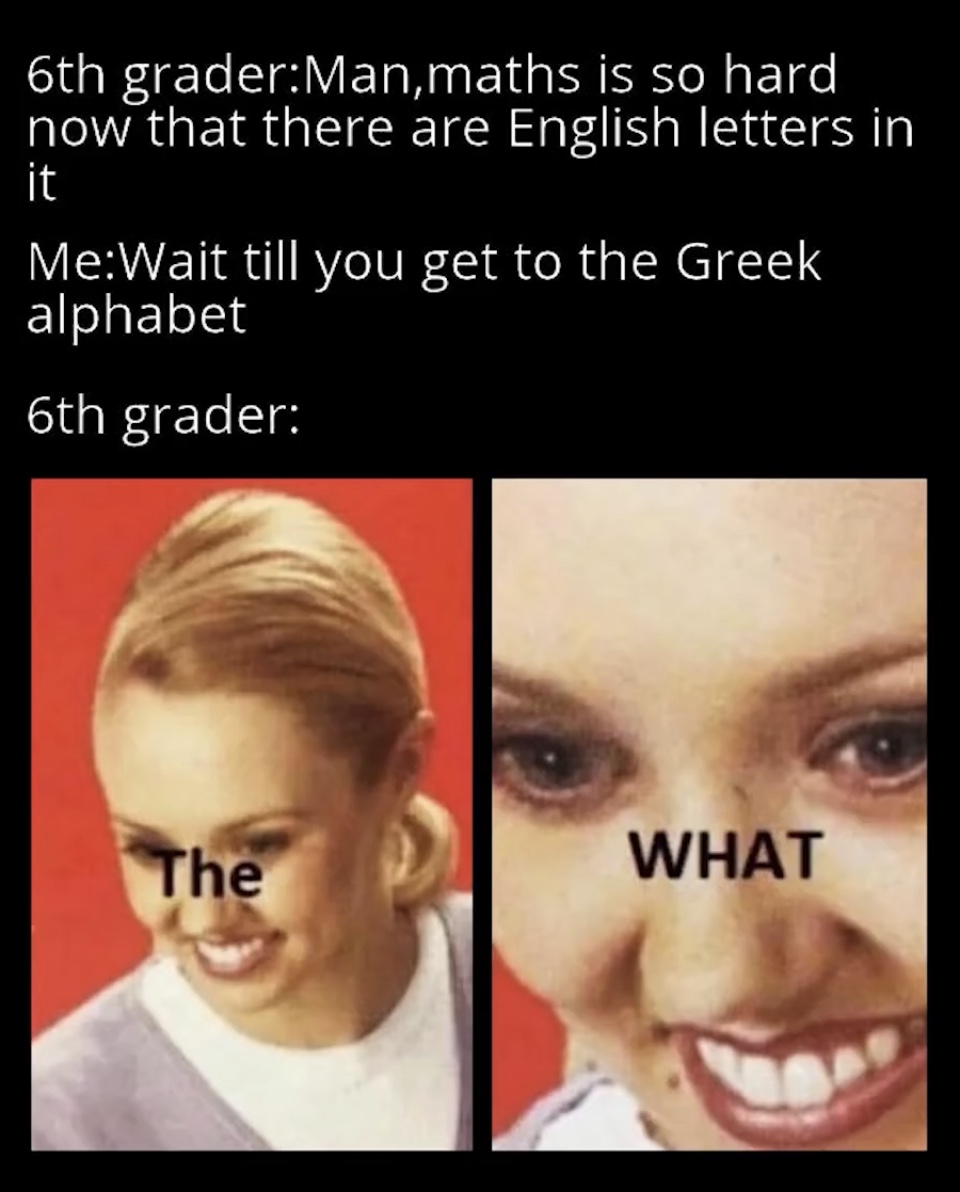 6th grader:Man,maths is so hard
now that there are English letters in
it
Me:Wait till you get to the Greek
alphabet
6th grader:
The
WHAT